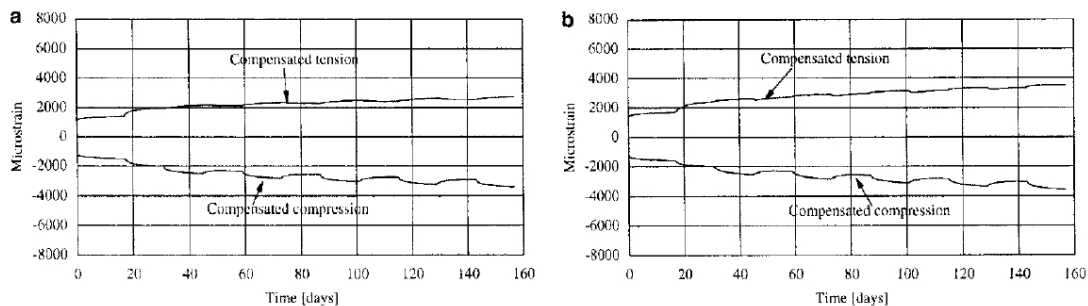 a
8000
6000
4000
2000
0
-2000
-4000
-6000
-8000
Microstrain
Compensated tension
Compensated compression
0 20 40 60 80 100 120 140 160
Time [days]
b
8000
6000
4000
2000
0
-2000
-4000
-6000
-8000
Microstrain
Compensated tension
Compensated compression
0 20 40 60 80 100 120 140 160
Time [days]